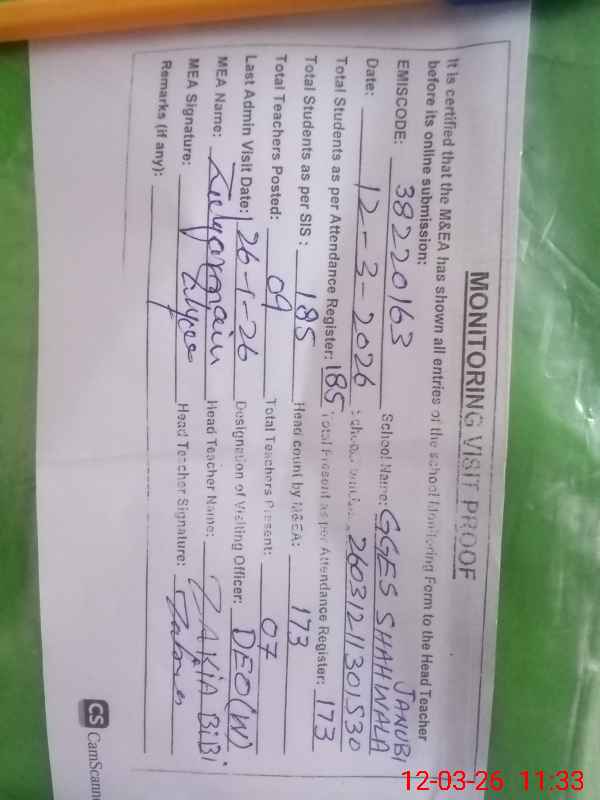 MONITORING VISIT PROOF
It is certified that the M&EA has shown all entries of the school Monitoring Form to the Head Teacher
before its online submission:
EMISCODE: 38220163 School Name: GGES SHAHWALA JANUBI
Date: 12-3-2026 School 26031211301530
Total Students as per Attendance Register: 185 Total Present as per Attendance Register: 173
Total Students as per SIS: 185 Head count by M&EA: 173
Total Teachers Posted: 09 Total Teachers Present: 07
Last Admin Visit Date: 26-1-26 Designation of Visiting Officer: DEO(W)
MEA Name: Head Teacher Name: ZAKIA BiBi
MEA Signature: Head Teacher Signature:
Remarks (if any):
CS CamScanne
12-03-26 11:33